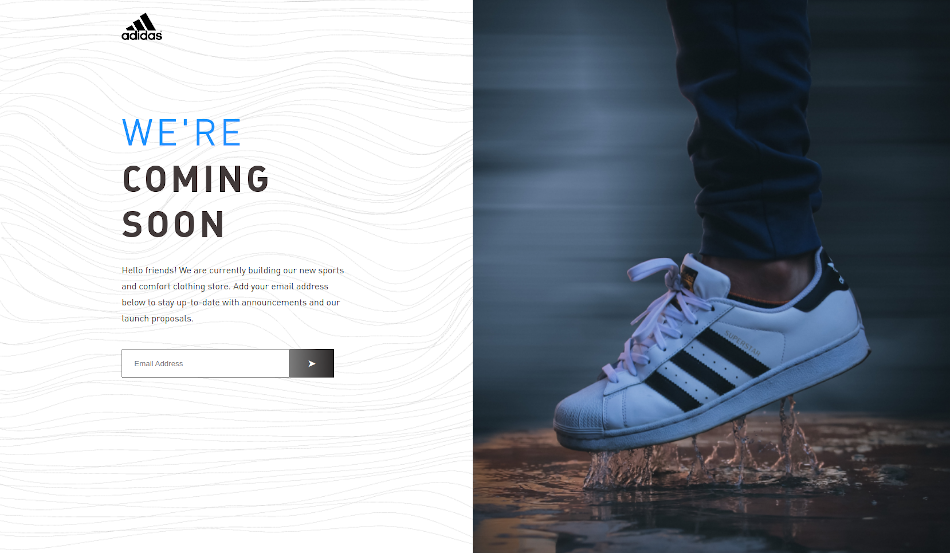 adidas
WE'RE
COMING
SOON
Hello friends! We are currently building our new sports
and comfort clothing store. Add your email address
below to stay up-to-date with announcements and our
launch proposals.
Email Address
SUPERSTAR